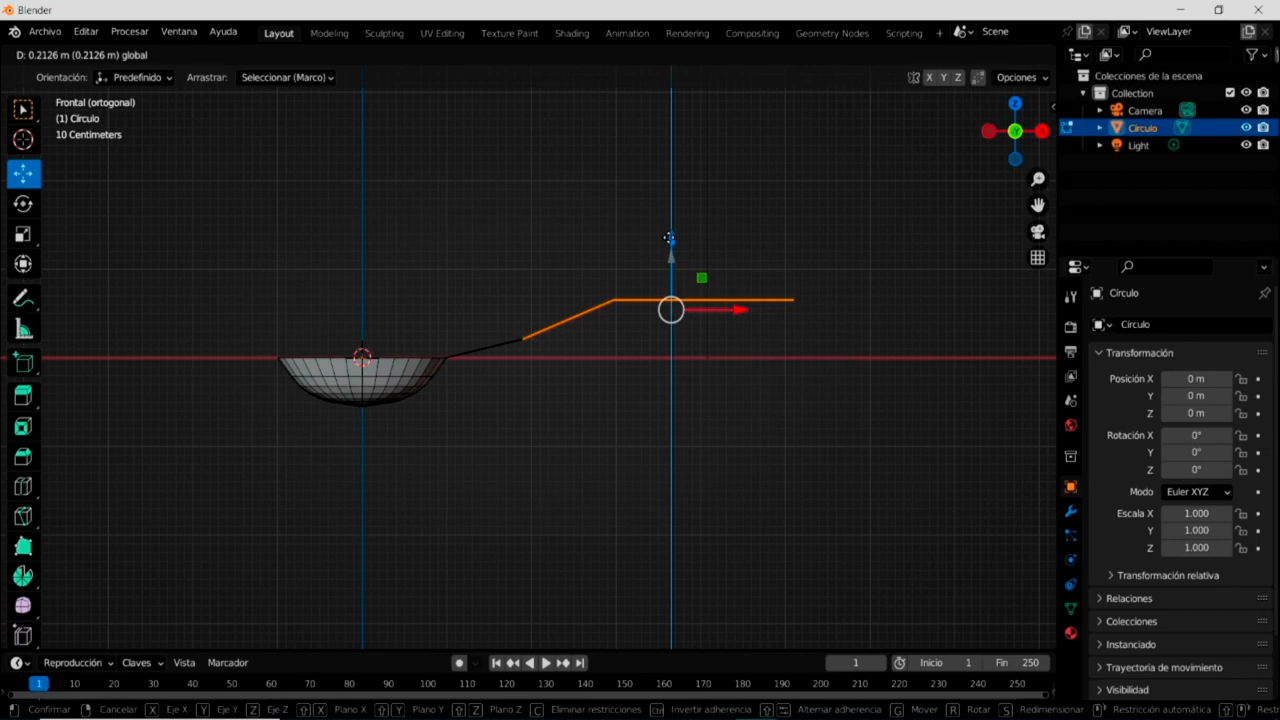 Blender
Archivo Editar Procesar Ventana Ayuda Layout Modeling Sculpting UV Editing Texture Paint Shading Animation Rendering Compositing Geometry Nodes Scripting + Scene ViewLayer
D: 0.2126 m (0.2126 m) global
Orientación: Predefinido Arrastrar: Seleccionar (Marco) X Y Z Opciones
Frontal (ortogonal)
(1) Círculo
10 Centimeters
Z
-Y
Colecciones de la escena
Collection
Camera
Círculo
Light
Círculo
Círculo
Transformación
Posición X 0 m
Y 0 m
Z 0 m
Rotación X 0°
Y 0°
Z 0°
Modo Euler XYZ
Escala X 1.000
Y 1.000
Z 1.000
Transformación relativa
Relaciones
Colecciones
Instanciado
Trayectoria de movimiento
Visibilidad
Reproducción Claves Vista Marcador 1 Inicio 1 Fin 250
1 10 20 30 40 50 60 70 80 90 100 110 120 130 140 150 160 170 180 190 200 210 220 230 240 250
Confirmar Cancelar X Eje X Y Eje Y Z Eje Z X Plano X Y Plano Y Z Plano Z C Eliminar restricciones Ctrl Invertir adherencia Alternar adherencia G Mover R Rotar S Redimensionar Restricción automática